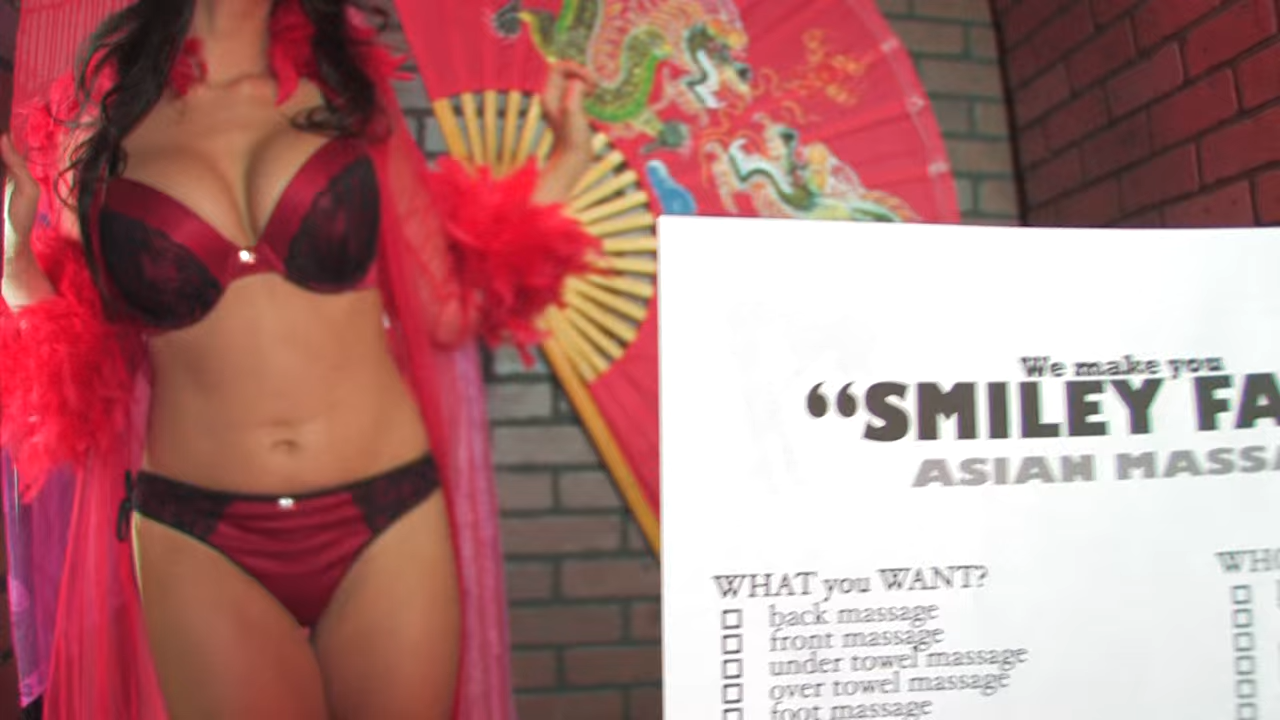 We make you
“SMILEY FA
ASIAN MASSA
WHAT you WANT?
back massage
front massage
under towel massage
over towel massage
foot massage
WHO